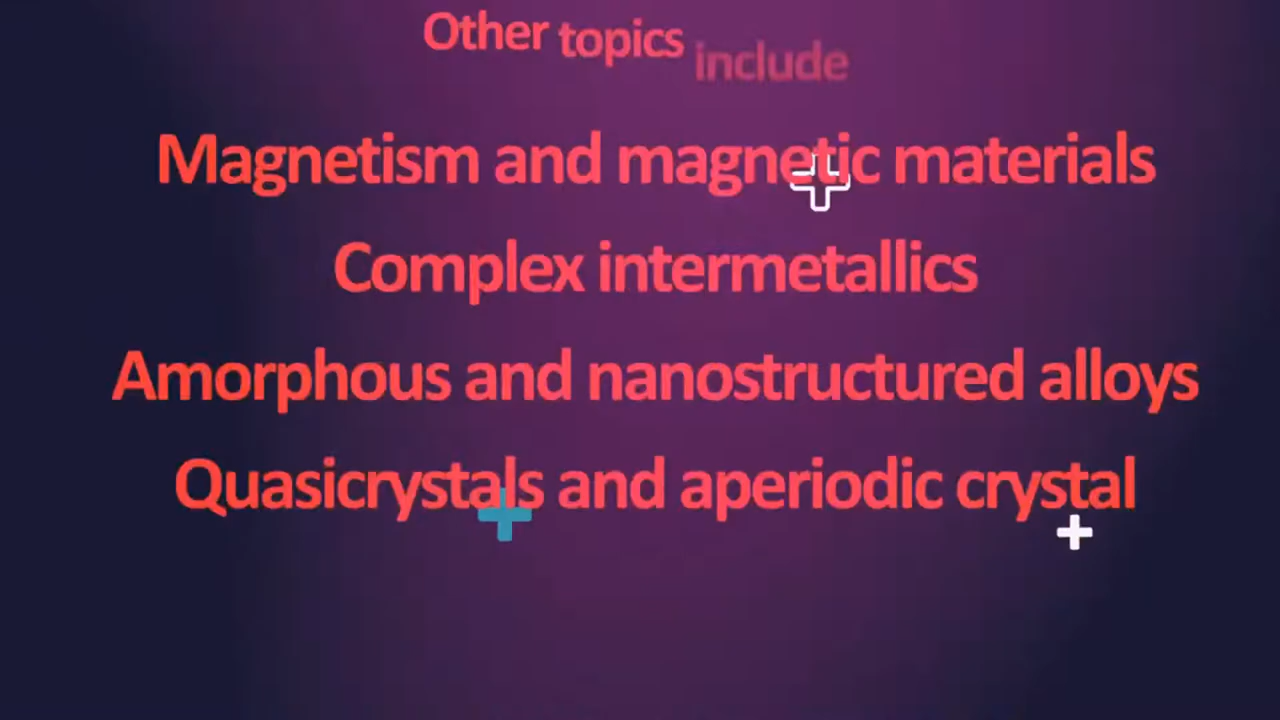 Other topics include
Magnetism and magnetic materials
Complex intermetallics
Amorphous and nanostructured alloys
Quasicrystals and aperiodic crystal